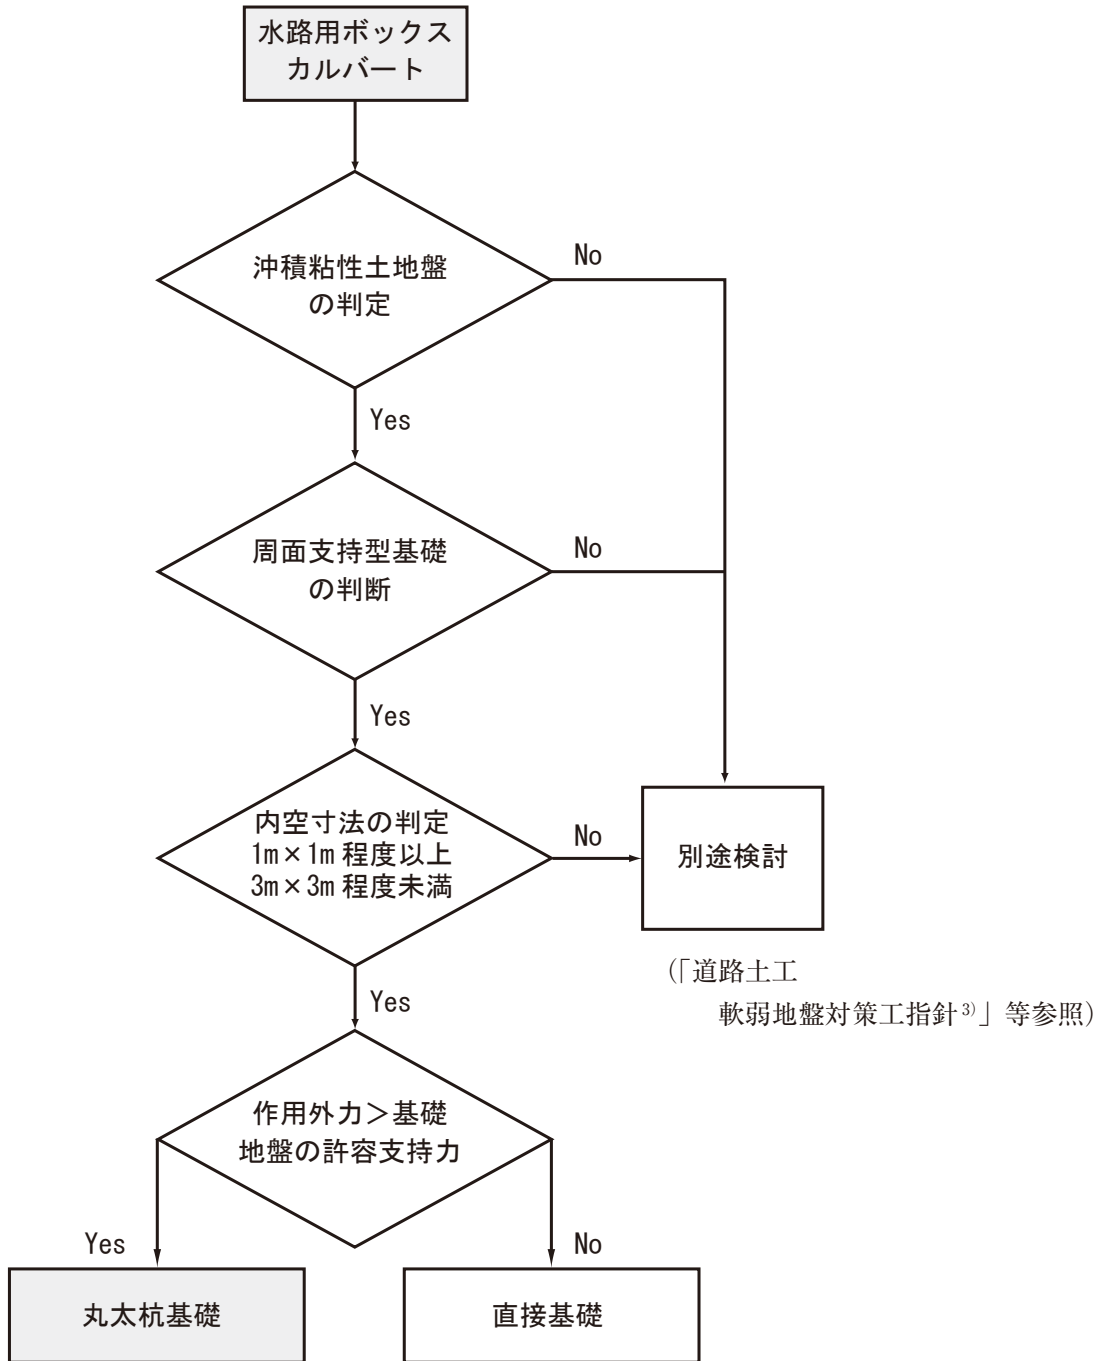 水路用ボックス
カルバート
沖積粘性土地盤
の判定
No
Yes
周面支持型基礎
の判断
No
Yes
内空寸法の判定
1m×1m 程度以上
3m×3m 程度未満
No
別途検討
(「道路土工
軟弱地盤対策工指針3)」等参照)
Yes
作用外力＞基礎
地盤の許容支持力
Yes
No
丸太杭基礎
直接基礎